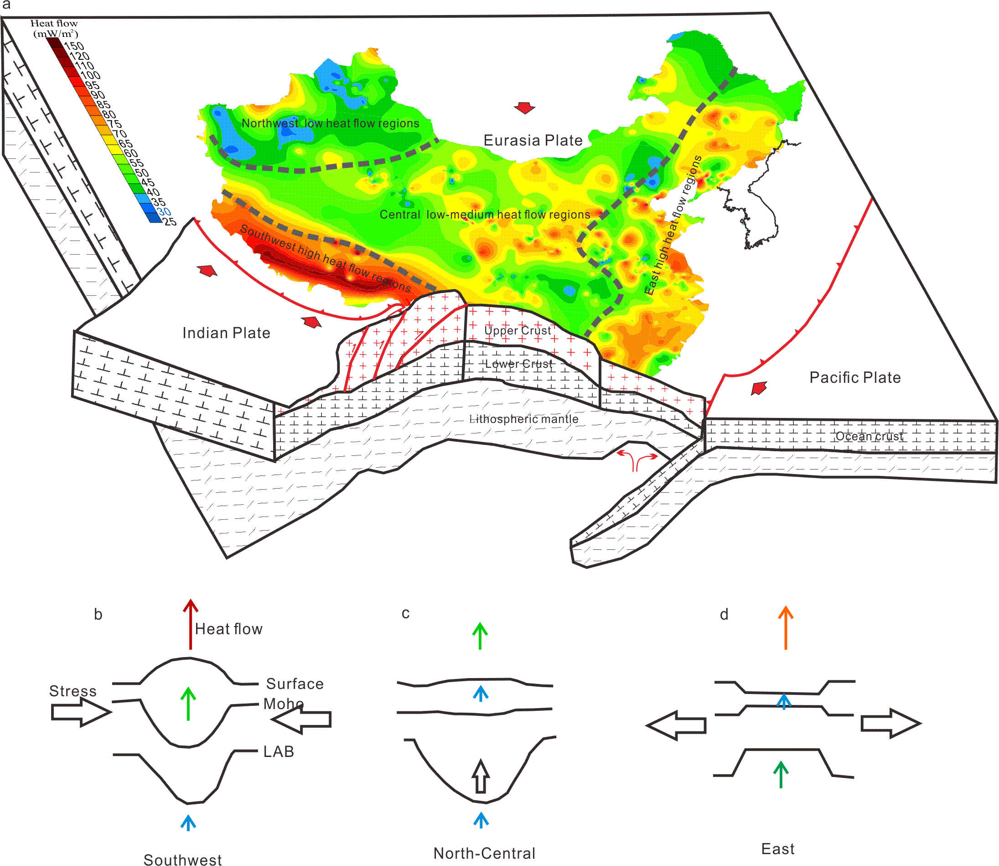 a
Heat flow
(mW/m²)
150
120
110
100
95
90
85
80
75
70
65
60
55
50
45
40
35
30
25
Northwest low heat flow regions
Eurasia Plate
Central low-medium heat flow regions
East high heat flow regions
Southwest high heat flow regions
Indian Plate
Upper Crust
Lower Crust
Pacific Plate
Lithospheric mantle
Ocean crust
b
Heat flow
Stress
Surface
Moho
LAB
Southwest
c
North-Central
d
East